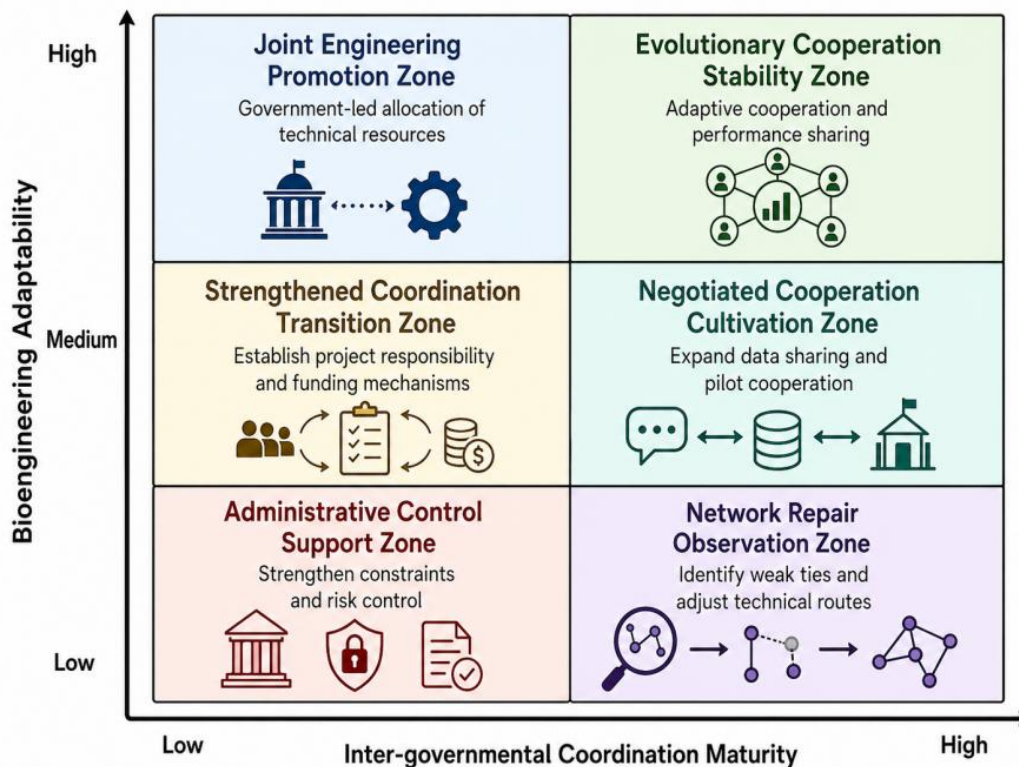 High
Joint Engineering
Promotion Zone
Government-led allocation of
technical resources
Evolutionary Cooperation
Stability Zone
Adaptive cooperation and
performance sharing
Bioengineering Adaptability
Medium
Strengthened Coordination
Transition Zone
Establish project responsibility
and funding mechanisms
$
Negotiated Cooperation
Cultivation Zone
Expand data sharing and
pilot cooperation
Low
Administrative Control
Support Zone
Strengthen constraints
and risk control
Network Repair
Observation Zone
Identify weak ties and
adjust technical routes
Low
Inter-governmental Coordination Maturity
High